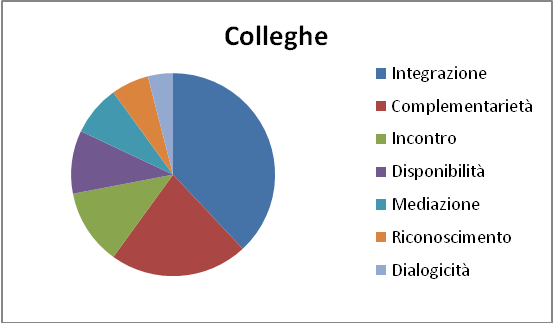 Colleghe
Integrazione
Complementarietà
Incontro
Disponibilità
Mediazione
Riconoscimento
Dialogicità